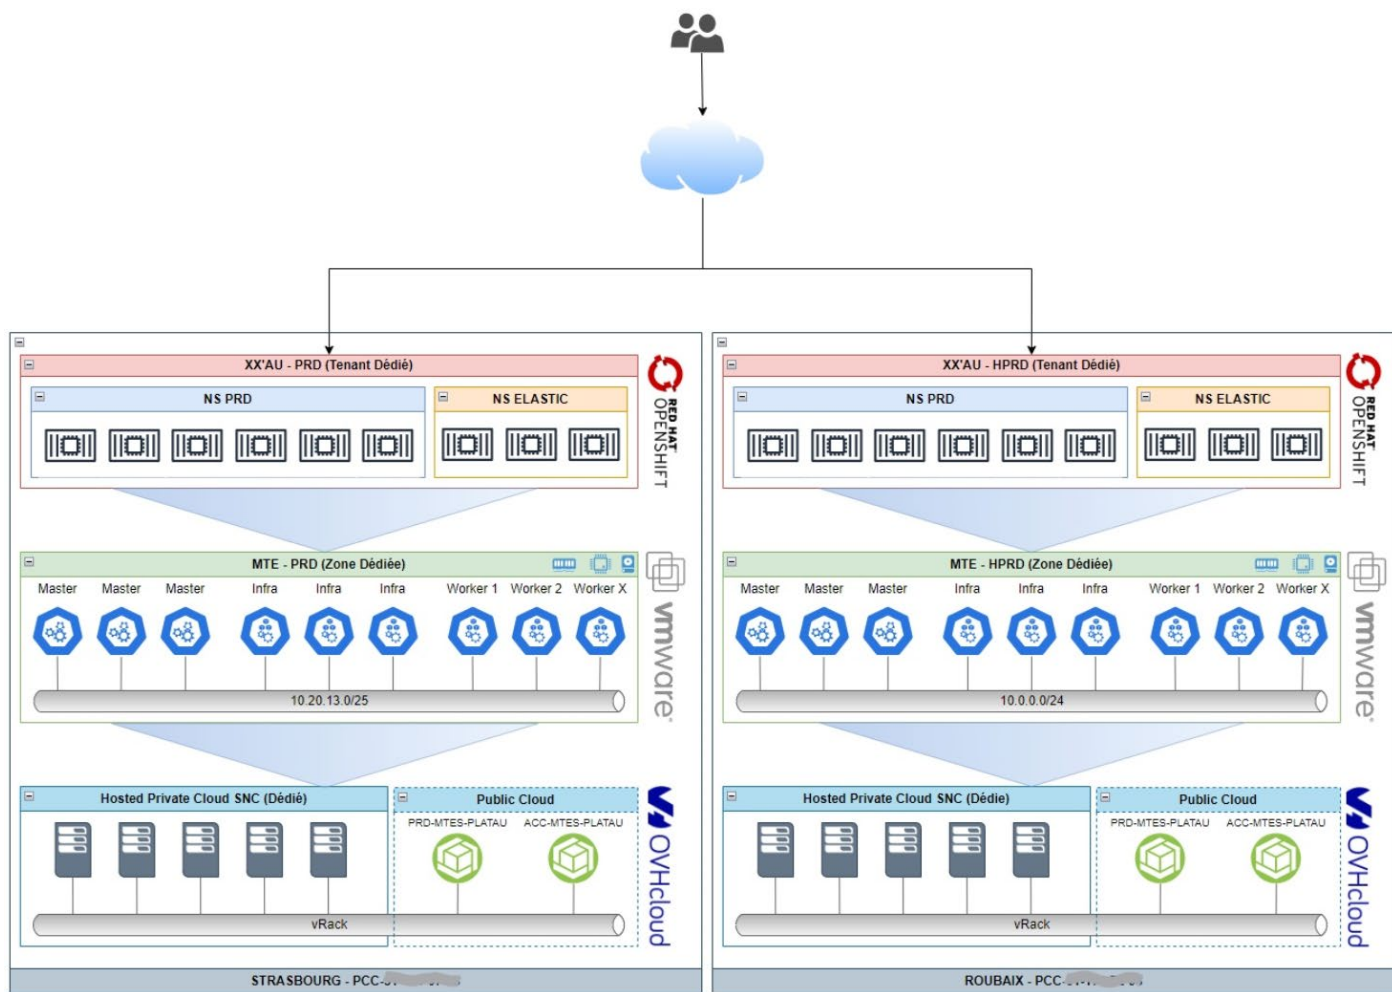 XX'AU - PRD (Tenant Dédié)
NS PRD
NS ELASTIC
RED HAT
OPENSHIFT
MTE - PRD (Zone Dédiée)
Master
Master
Master
Infra
Infra
Infra
Worker 1
Worker 2
Worker X
10.20.13.0/25
vmware
Hosted Private Cloud SNC (Dédié)
Public Cloud
PRD-MTES-PLATAU
ACC-MTES-PLATAU
vRack
OVHcloud
STRASBOURG - PCC-
XX'AU - HPRD (Tenant Dédié)
NS PRD
NS ELASTIC
RED HAT
OPENSHIFT
MTE - HPRD (Zone Dédiée)
Master
Master
Master
Infra
Infra
Infra
Worker 1
Worker 2
Worker X
10.0.0.0/24
vmware
Hosted Private Cloud SNC (Dédie)
Public Cloud
PRD-MTES-PLATAU
ACC-MTES-PLATAU
vRack
OVHcloud
ROUBAIX - PCC-